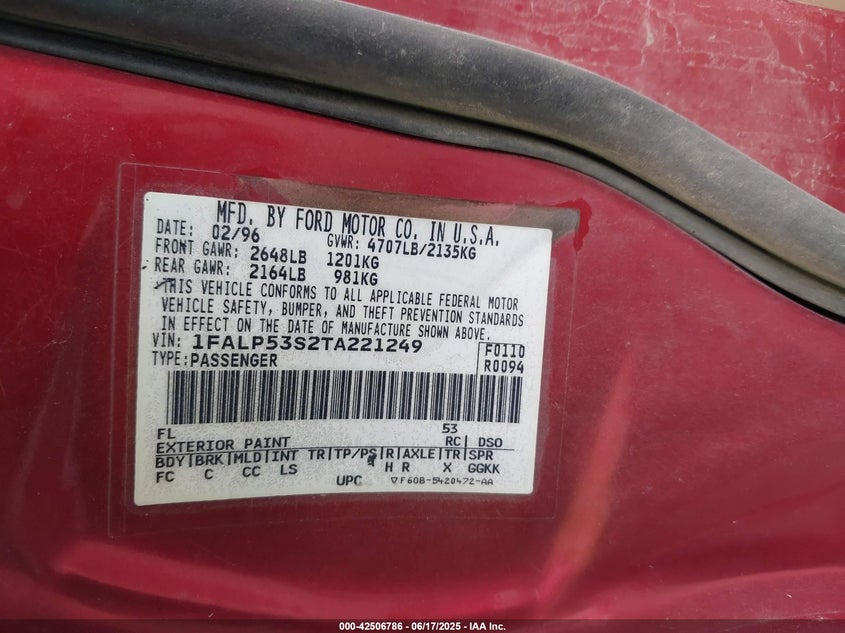 MFD. BY FORD MOTOR CO. IN U.S.A.
DATE: 02/96 GVWR: 4707LB/2135KG
FRONT GAWR: 2648LB 1201KG
REAR GAWR: 2164LB 981KG
THIS VEHICLE CONFORMS TO ALL APPLICABLE FEDERAL MOTOR
VEHICLE SAFETY, BUMPER, AND THEFT PREVENTION STANDARDS
IN EFFECT ON THE DATE OF MANUFACTURE SHOWN ABOVE.
VIN: 1FALP53S2TA221249 F0110
TYPE: PASSENGER R0094
FL 53
EXTERIOR PAINT RC DSO
BDY BRK MLD INT TR TP/PS R AXLE TR SPR
FC C CC LS H R X GGKK
UPC ▽F60B-5420472-AA
000-42506786 - 06/17/2025 - IAA Inc.